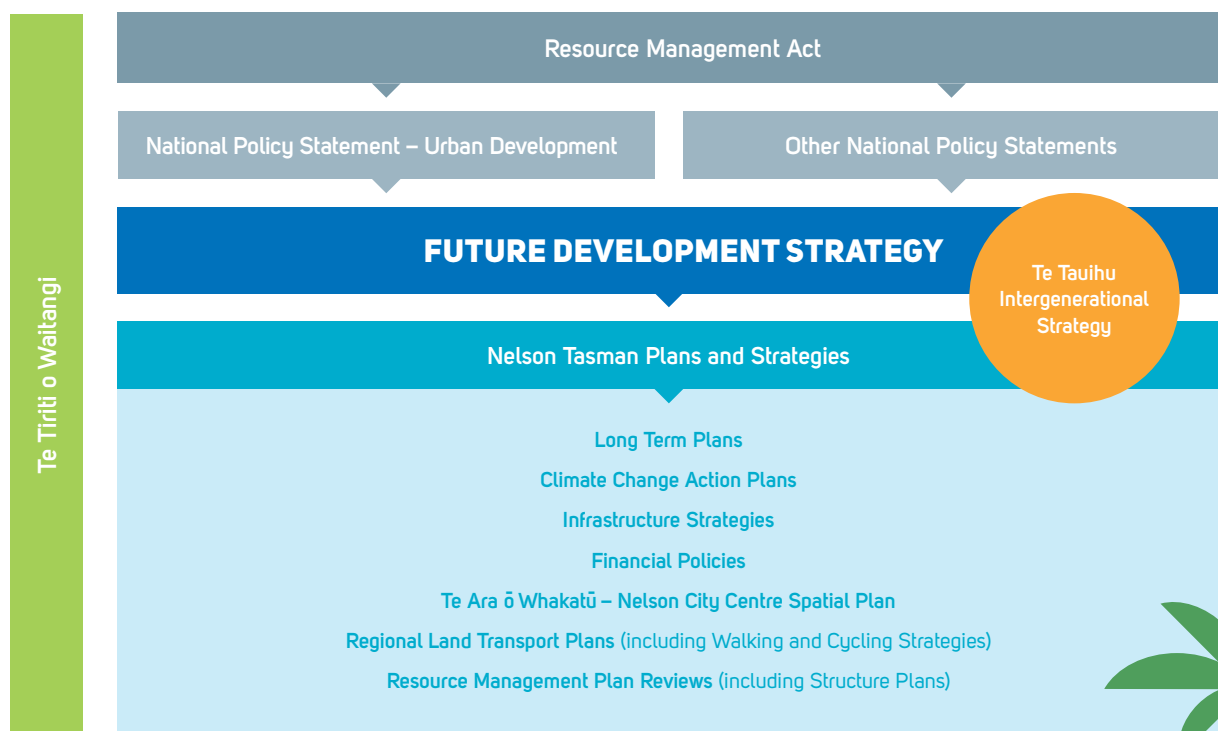 Te Tiriti o Waitangi
Resource Management Act
National Policy Statement – Urban Development
Other National Policy Statements
FUTURE DEVELOPMENT STRATEGY
Te Tauihu
Intergenerational
Strategy
Nelson Tasman Plans and Strategies
Long Term Plans
Climate Change Action Plans
Infrastructure Strategies
Financial Policies
Te Ara ō Whakatū – Nelson City Centre Spatial Plan
Regional Land Transport Plans (including Walking and Cycling Strategies)
Resource Management Plan Reviews (including Structure Plans)